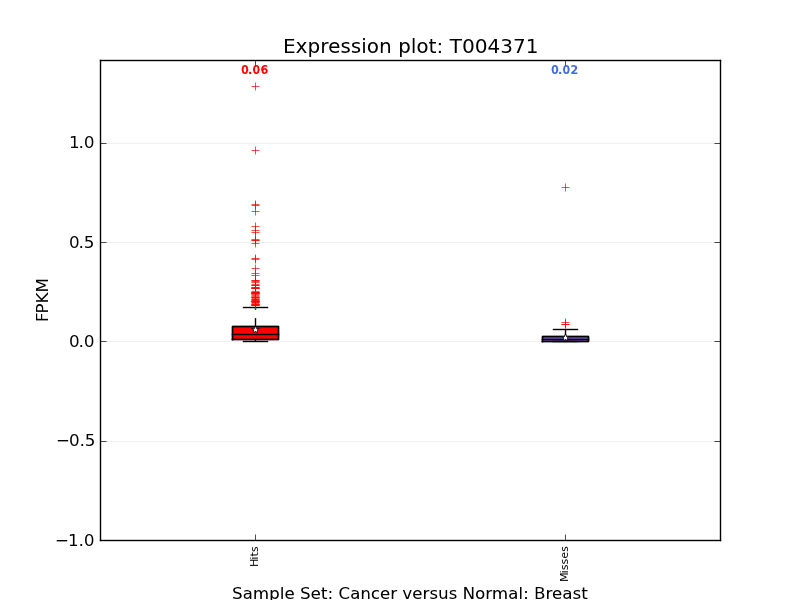 Expression plot: T004371
0.06
0.02
1.0
0.5
0.0
−0.5
−1.0
FPKM
Hits
Misses
Sample Set: Cancer versus Normal: Breast